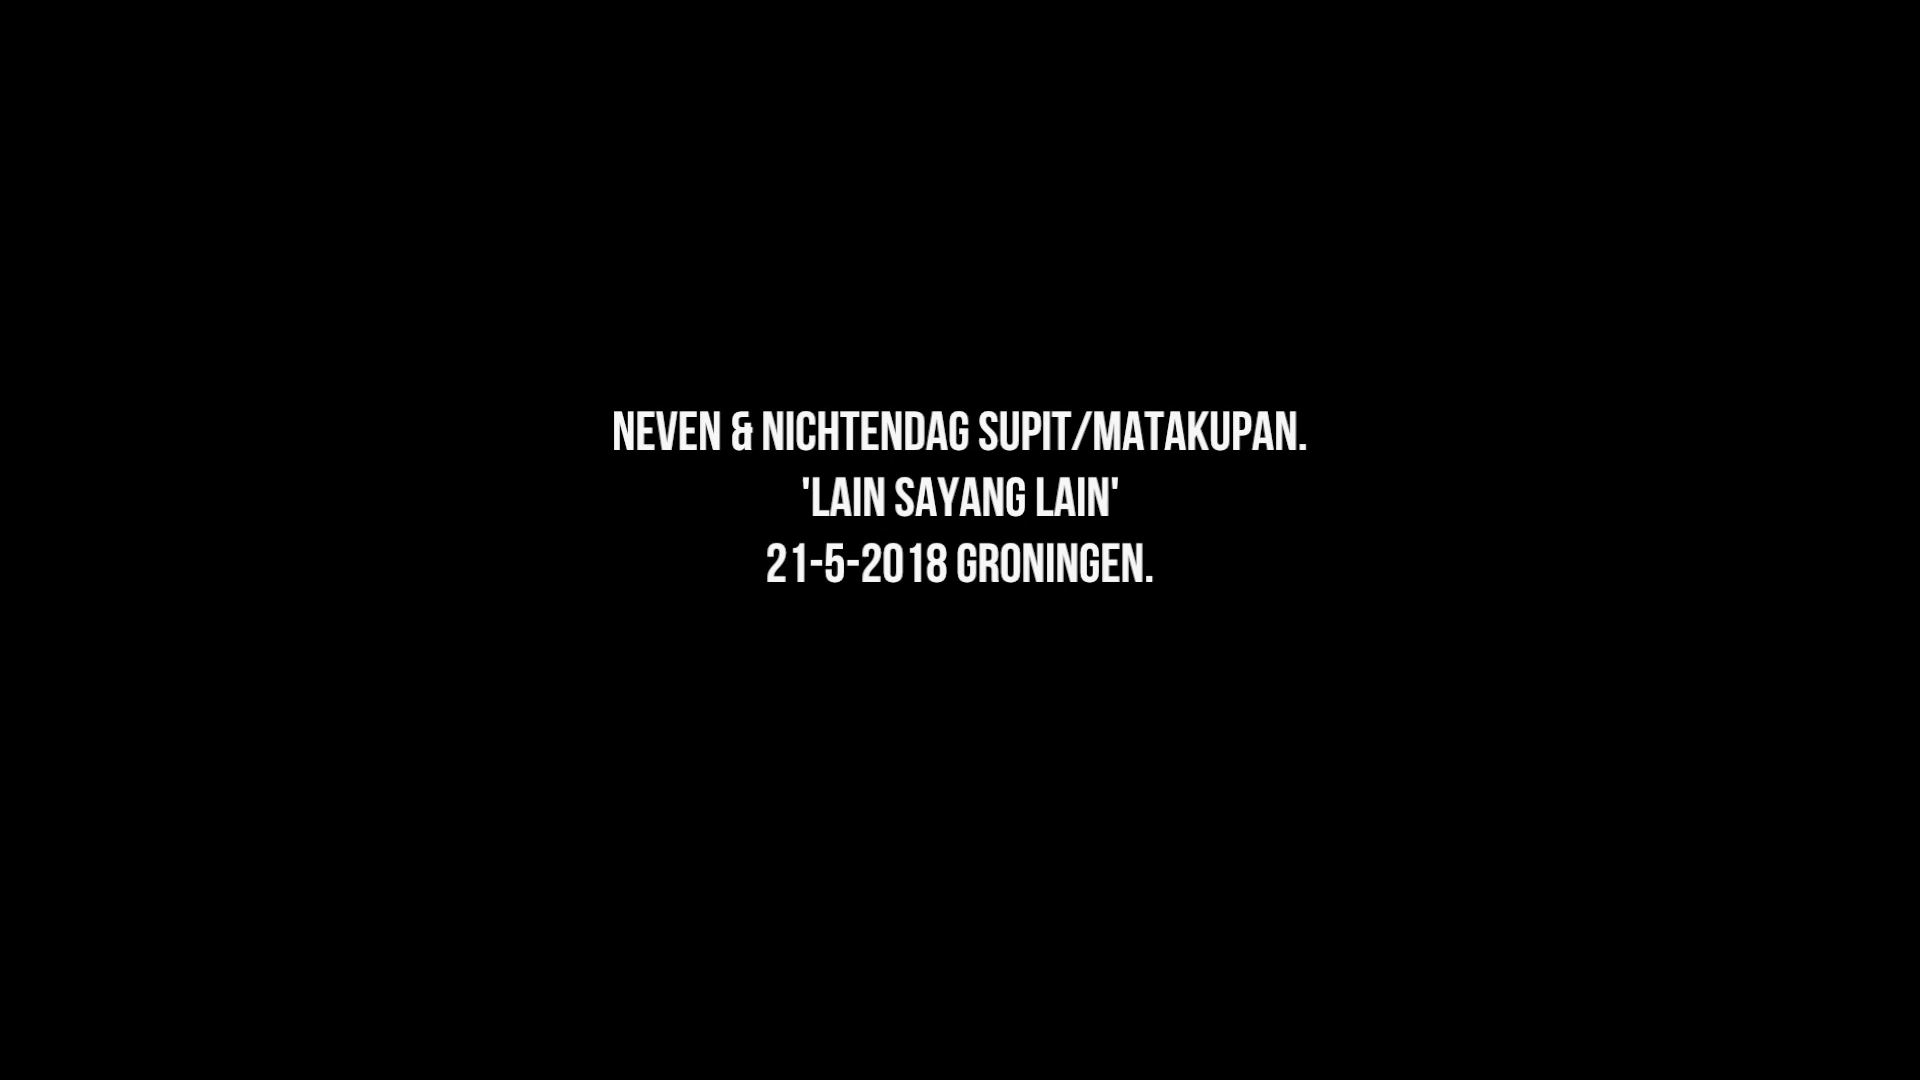 NEVEN & NICHTENDAG SUPIT/MATAKUPAN.
'LAIN SAYANG LAIN'
21-5-2018 GRONINGEN.